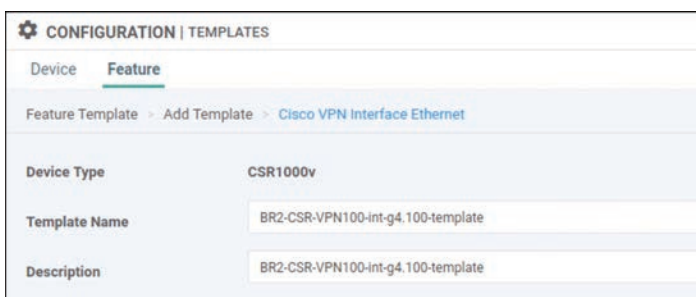 CONFIGURATION | TEMPLATES
Device Feature
Feature Template > Add Template > Cisco VPN Interface Ethernet
Device Type CSR1000v
Template Name BR2-CSR-VPN100-int-g4.100-template
Description BR2-CSR-VPN100-int-g4.100-template